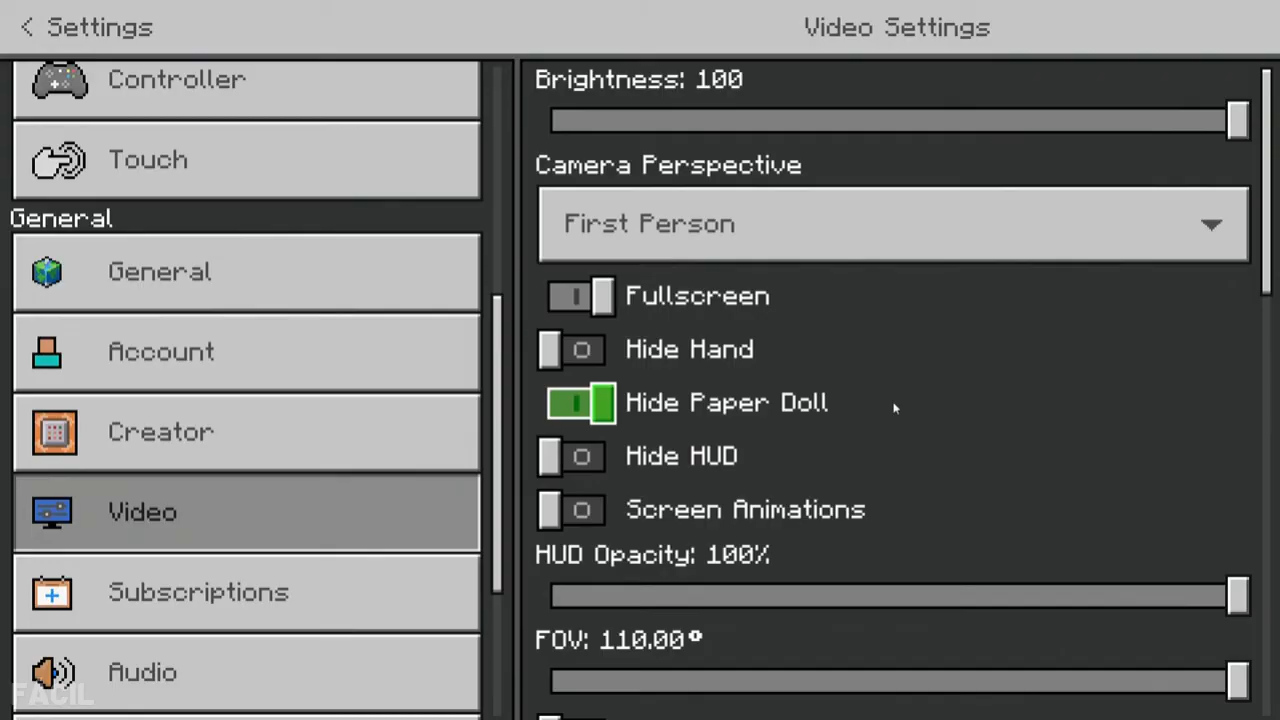 < Settings
Video Settings
Controller
Touch
General
General
Account
Creator
Video
Subscriptions
Audio
Brightness: 100
Camera Perspective
First Person
Fullscreen
Hide Hand
Hide Paper Doll
Hide HUD
Screen Animations
HUD Opacity: 100%
FOV: 110.00°
FACIL